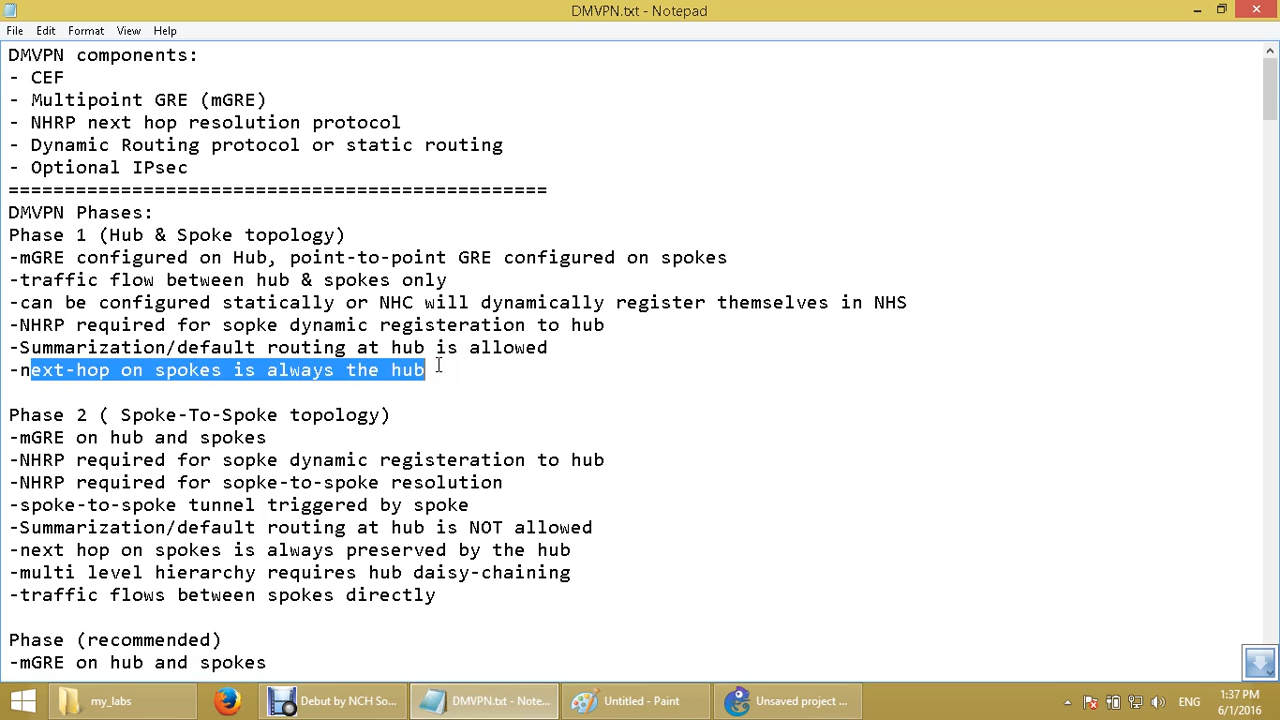 DMVPN.txt - Notepad
File Edit Format View Help
DMVPN components:
- CEF
- Multipoint GRE (mGRE)
- NHRP next hop resolution protocol
- Dynamic Routing protocol or static routing
- Optional IPsec
================================================
DMVPN Phases:
Phase 1 (Hub & Spoke topology)
-mGRE configured on Hub, point-to-point GRE configured on spokes
-traffic flow between hub & spokes only
-can be configured statically or NHC will dynamically register themselves in NHS
-NHRP required for sopke dynamic registeration to hub
-Summarization/default routing at hub is allowed
-next-hop on spokes is always the hub
Phase 2 ( Spoke-To-Spoke topology)
-mGRE on hub and spokes
-NHRP required for sopke dynamic registeration to hub
-NHRP required for sopke-to-spoke resolution
-spoke-to-spoke tunnel triggered by spoke
-Summarization/default routing at hub is NOT allowed
-next hop on spokes is always preserved by the hub
-multi level hierarchy requires hub daisy-chaining
-traffic flows between spokes directly
Phase (recommended)
-mGRE on hub and spokes
my_labs Debut by NCH So... DMVPN.txt - Note... Untitled - Paint Unsaved project ... ENG 1:37 PM
6/1/2016